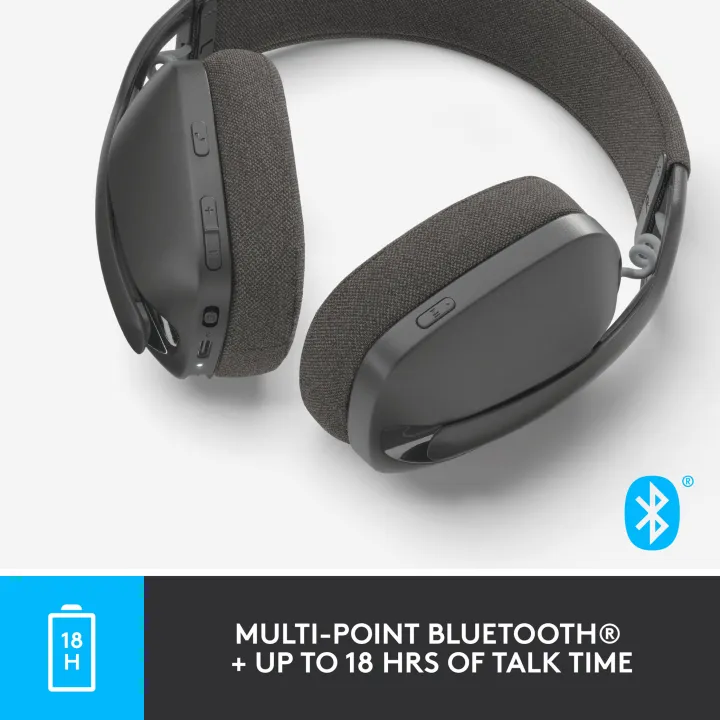 ®
18
H
MULTI-POINT BLUETOOTH®
+ UP TO 18 HRS OF TALK TIME